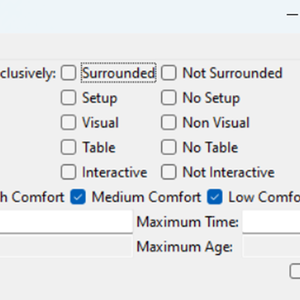 clusively: Surrounded Not Surrounded
Setup No Setup
Visual Non Visual
Table No Table
Interactive Not Interactive
h Comfort Medium Comfort Low Comfo
Maximum Time:
Maximum Age: